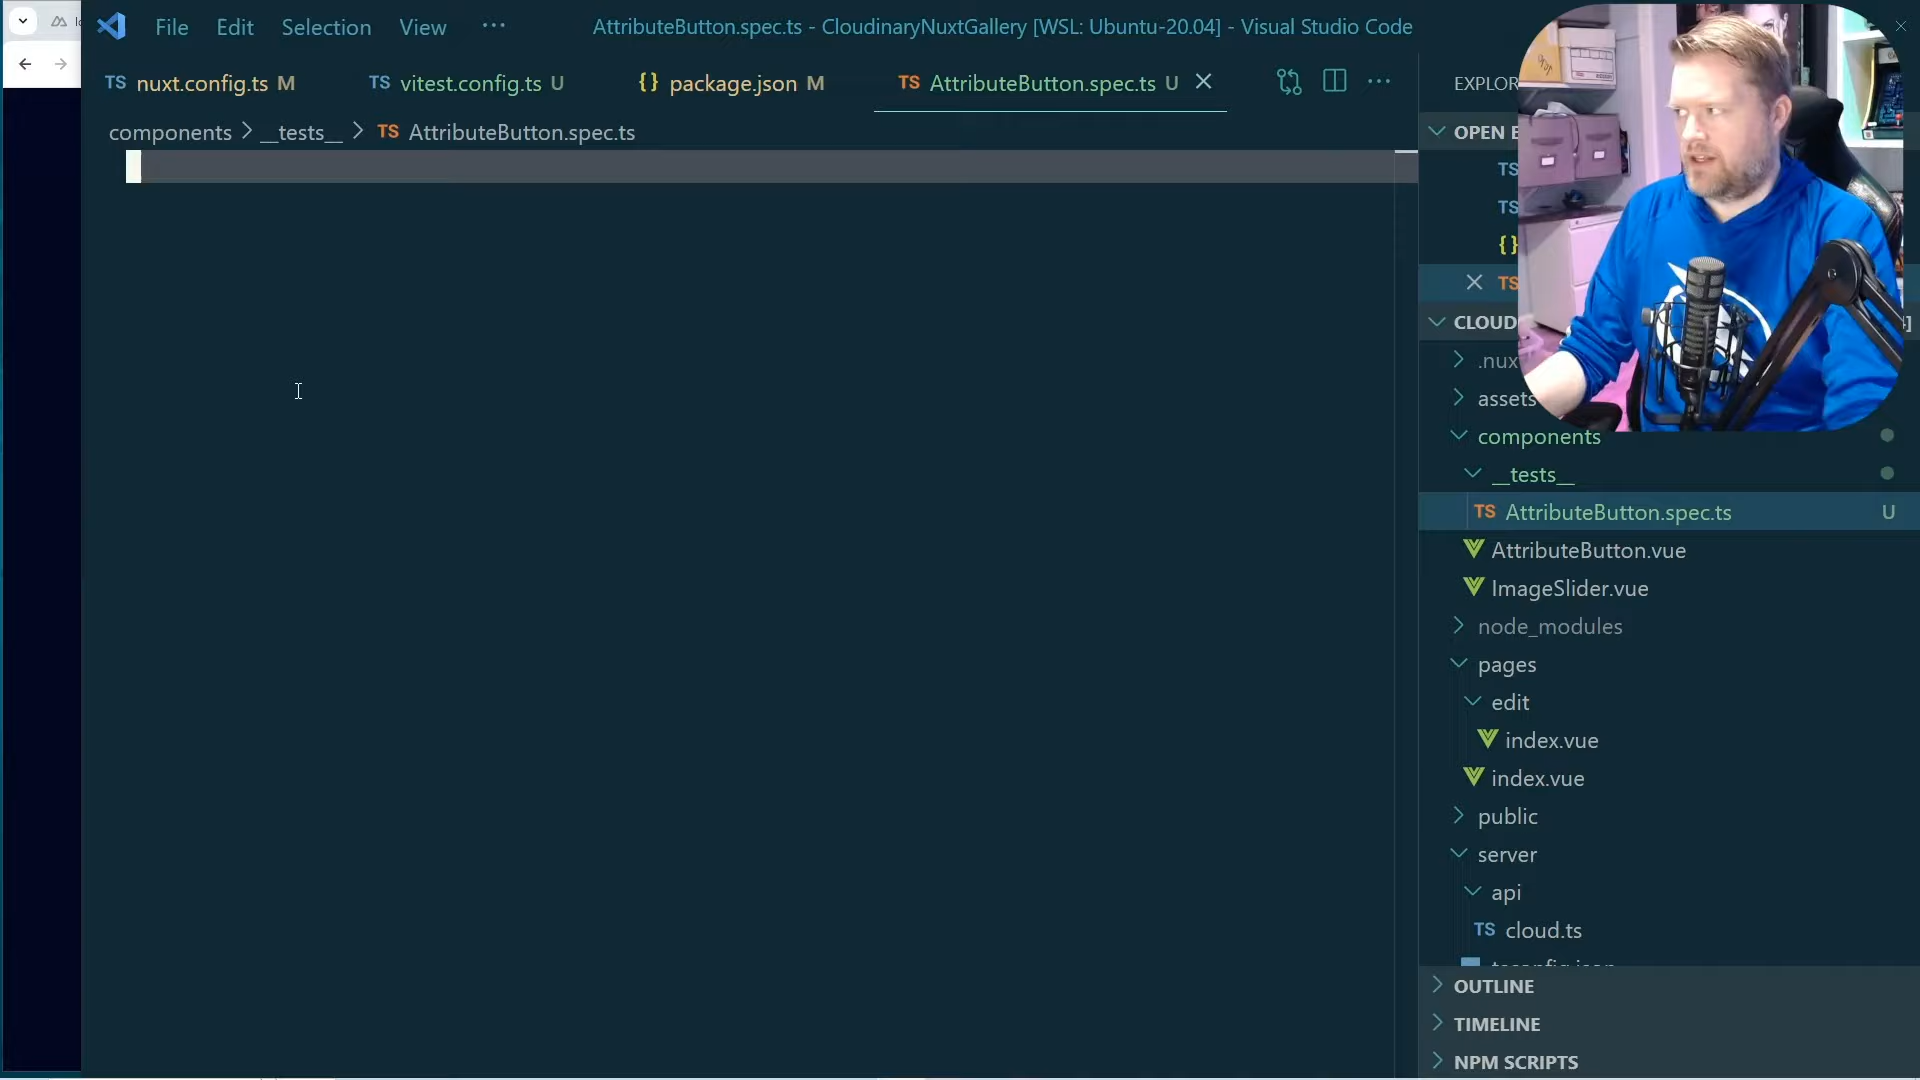 File Edit Selection View ···
AttributeButton.spec.ts - CloudinaryNuxtGallery [WSL: Ubuntu-20.04] - Visual Studio Code
TS nuxt.config.ts M
TS vitest.config.ts U
{} package.json M
TS AttributeButton.spec.ts U
components > __tests__ > TS AttributeButton.spec.ts
EXPLOR
OPEN E
TS
TS
{}
TS
CLOUD
]
.nux
assets
components
__tests__
TS AttributeButton.spec.ts U
AttributeButton.vue
ImageSlider.vue
node_modules
pages
edit
index.vue
index.vue
public
server
api
TS cloud.ts
tsconfig.json
OUTLINE
TIMELINE
NPM SCRIPTS